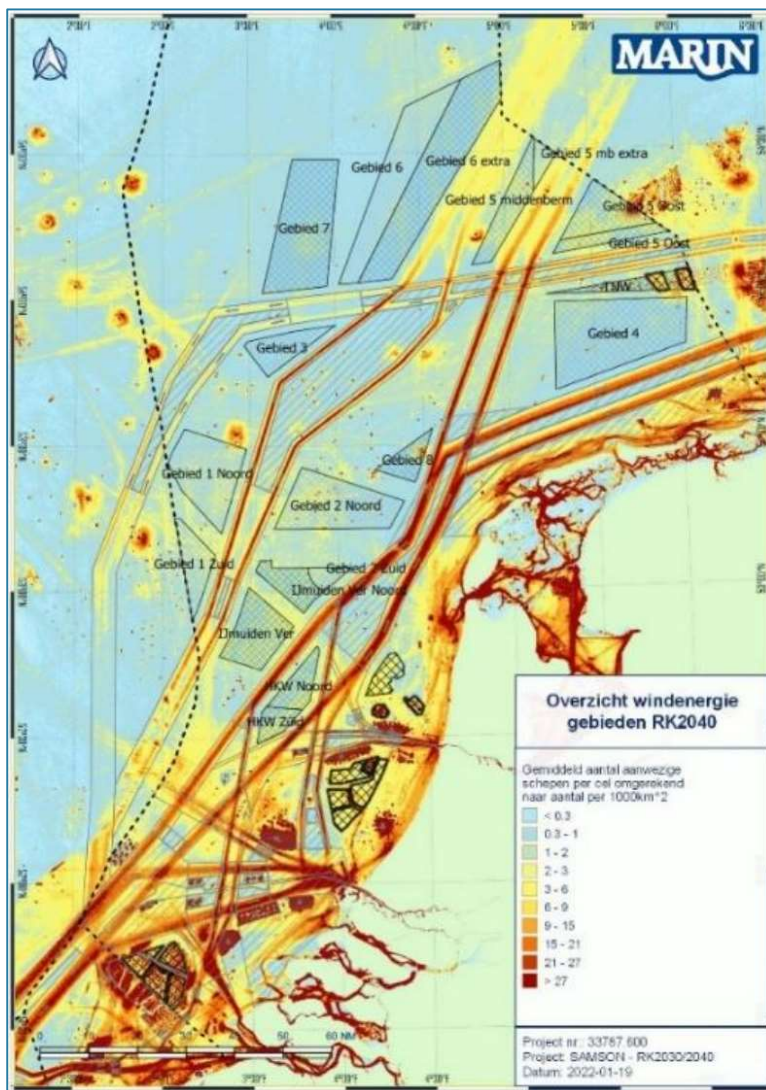 MARIN
Gebied 5 mb extra
Gebied 6
Gebied 6 extra
Gebied 5 middenberm
Gebied 5 Oost
Gebied 7
Gebied 5 Oost
TNW
Gebied 4
Gebied 3
Gebied 8
Gebied 1 Noord
Gebied 2 Noord
Gebied 1 Zuid
Gebied 2 Zuid
IJmuiden Ver Noord
IJmuiden Ver
HKW Noord
HKW Zuid
Overzicht windenergie
gebieden RK2040
Gemiddeld aantal aanwezige
schepen per cel omgerekend
naar aantal per 1000km^2
< 0.3
0.3 - 1
1 - 2
2 - 3
3 - 6
6 - 9
9 - 15
15 - 21
21 - 27
> 27
0
50
60 NM
Project nr.: 33787.600
Project: SAMSON - RK2030/2040
Datum: 2022-01-19